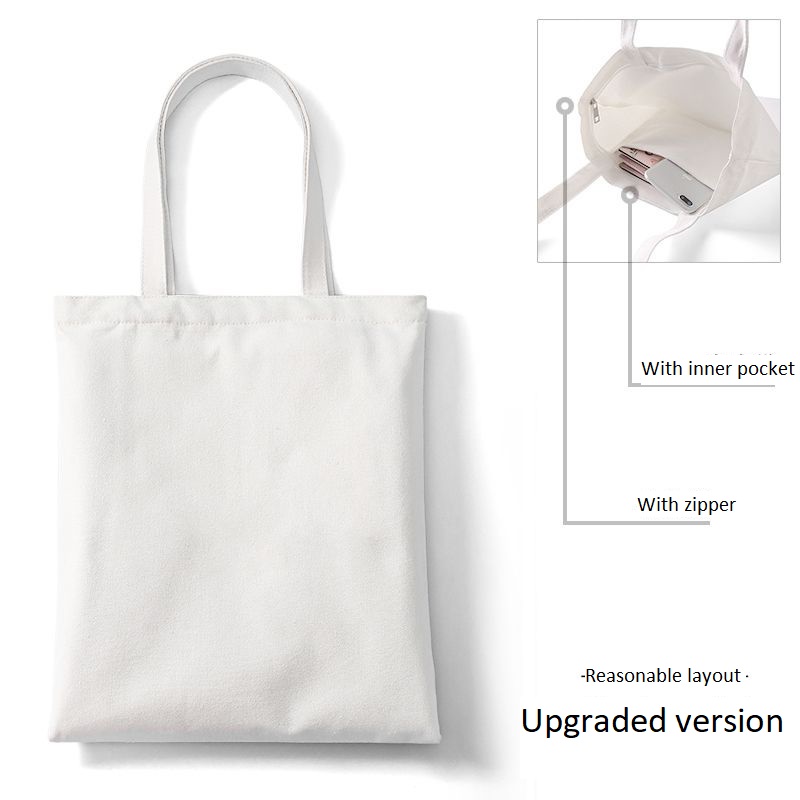 With inner pocket
With zipper
·Reasonable layout·
Upgraded version